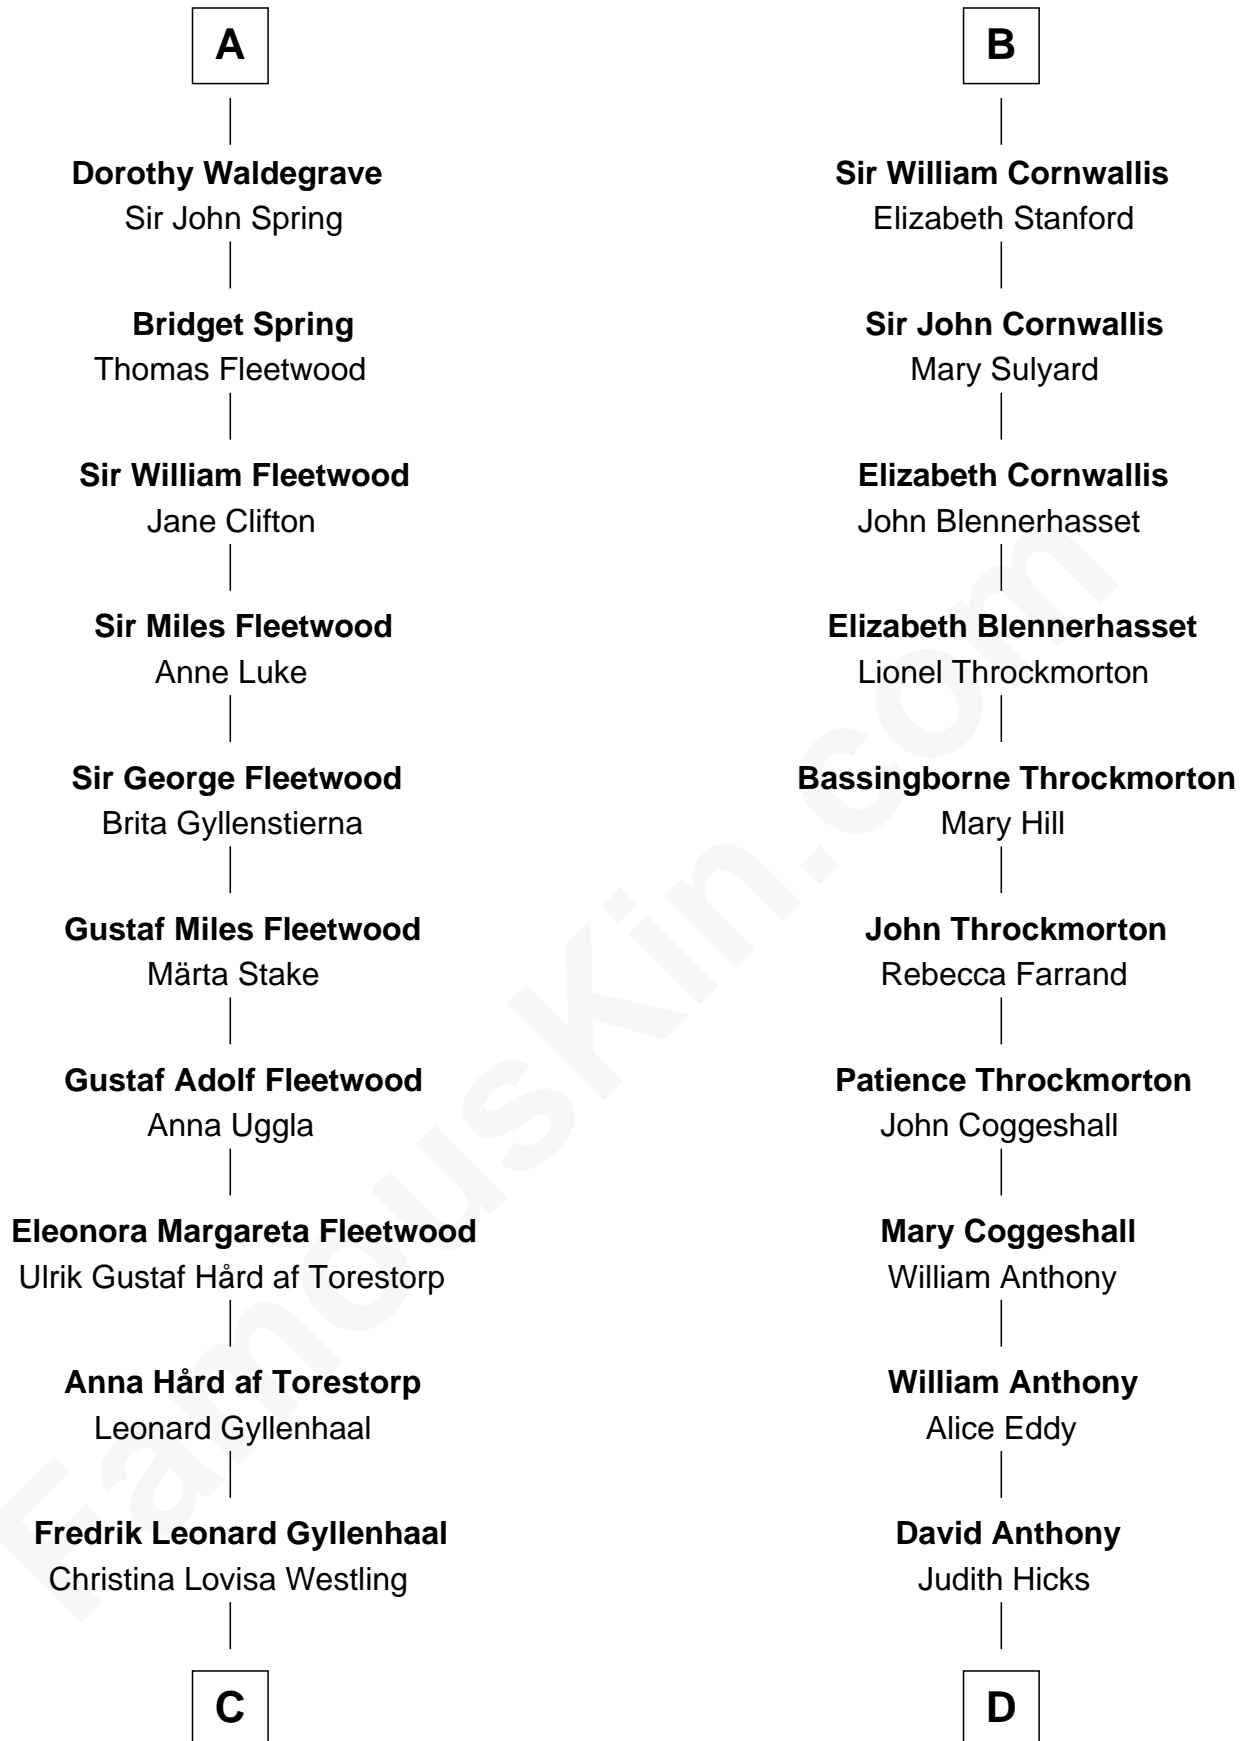 A
Dorothy Waldegrave
Sir John Spring
Bridget Spring
Thomas Fleetwood
Sir William Fleetwood
Jane Clifton
Sir Miles Fleetwood
Anne Luke
Sir George Fleetwood
Brita Gyllenstierna
Gustaf Miles Fleetwood
Märta Stake
Gustaf Adolf Fleetwood
Anna Uggla
Eleonora Margareta Fleetwood
Ulrik Gustaf Hård af Torestorp
Anna Hård af Torestorp
Leonard Gyllenhaal
Fredrik Leonard Gyllenhaal
Christina Lovisa Westling
C
B
Sir William Cornwallis
Elizabeth Stanford
Sir John Cornwallis
Mary Sulyard
Elizabeth Cornwallis
John Blennerhasset
Elizabeth Blennerhasset
Lionel Throckmorton
Bassingborne Throckmorton
Mary Hill
John Throckmorton
Rebecca Farrand
Patience Throckmorton
John Coggeshall
Mary Coggeshall
William Anthony
William Anthony
Alice Eddy
David Anthony
Judith Hicks
D
FamousKin.com